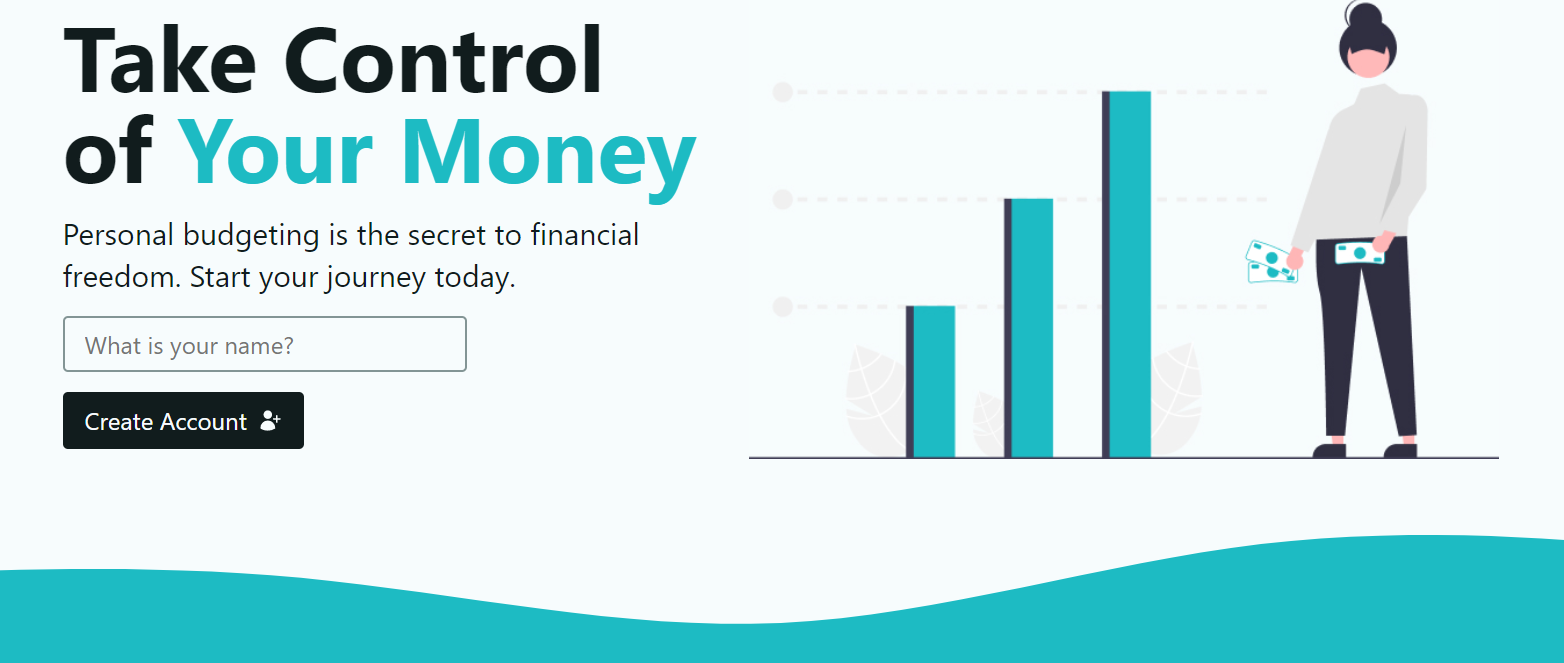 Take Control
of Your Money
Personal budgeting is the secret to financial
freedom. Start your journey today.
What is your name?
Create Account